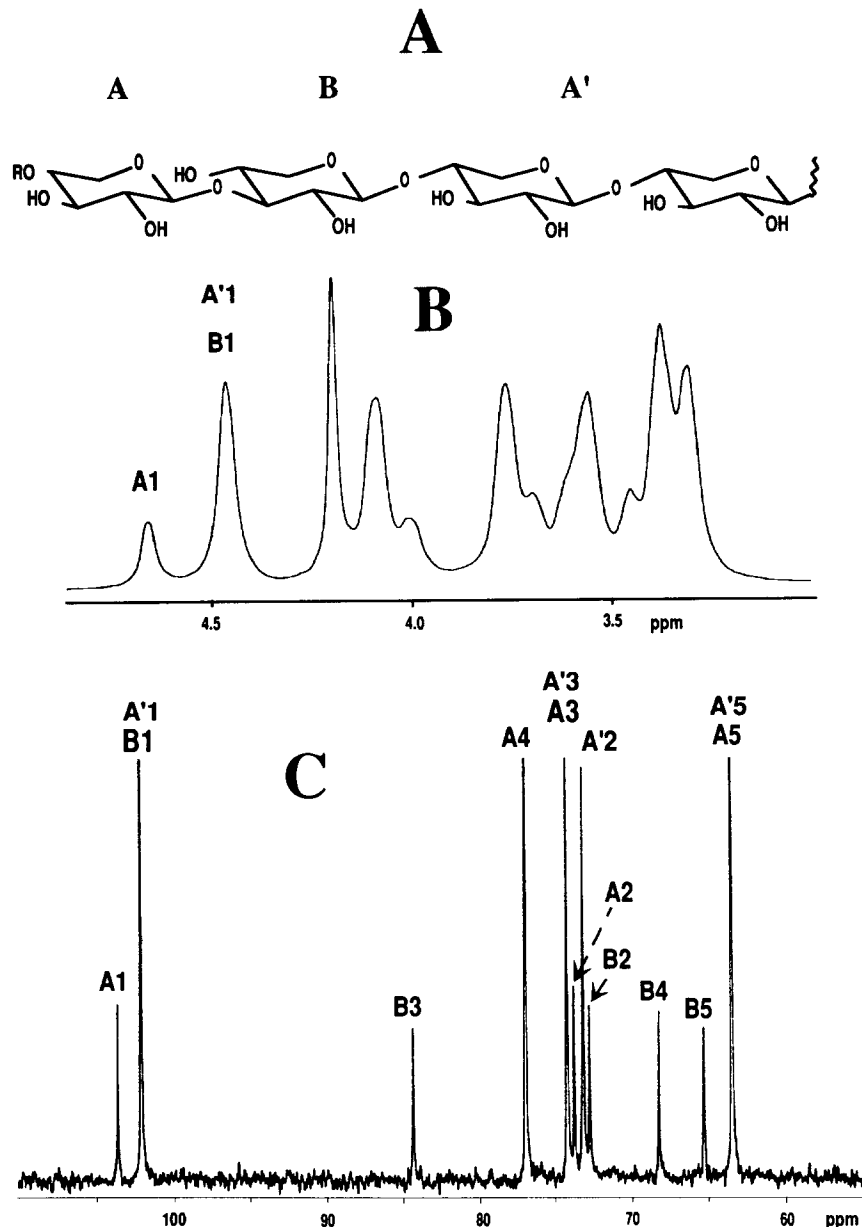 A
A B A'
RO O HO O O O
HO O O O
OH OH HO OH HO OH
A'1
B
B1
A1
4.5 4.0 3.5 ppm
A'3 A'5
A'1 A3
B1 A4 A'2 A5
C
A2
B2
A1 B3 B4 B5
100 90 80 70 60 ppm